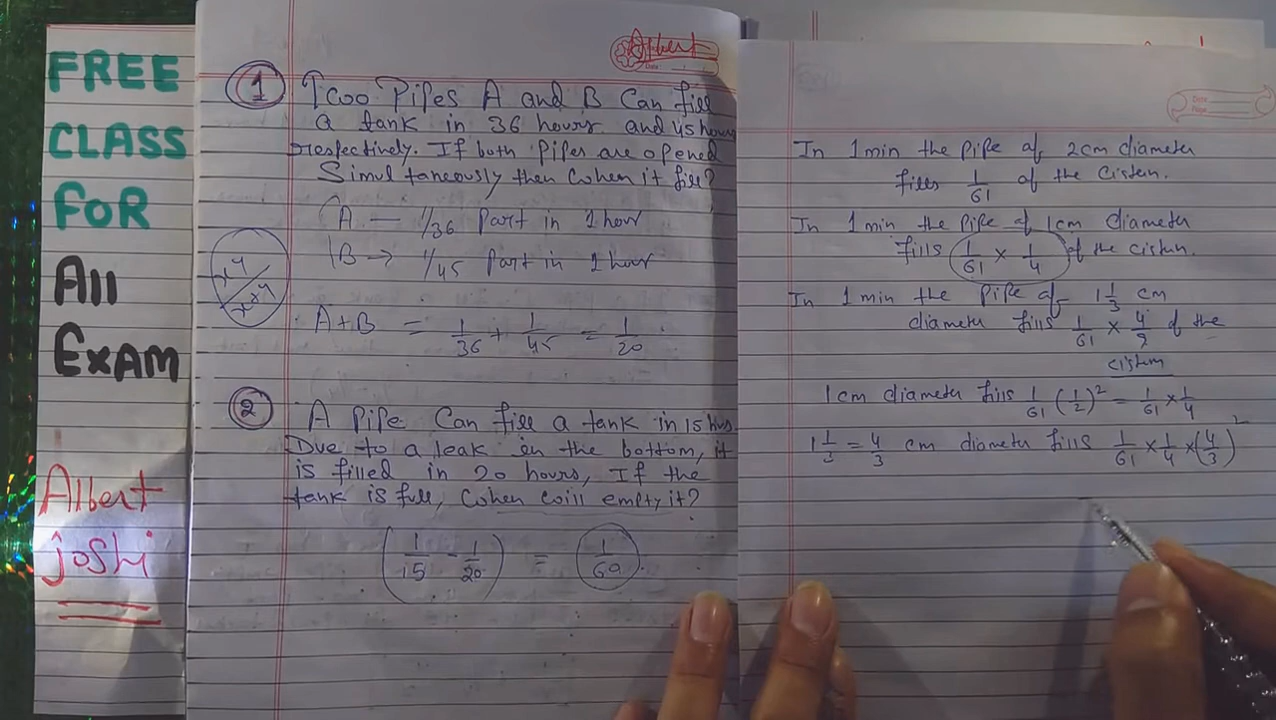 FREE
CLASS
FOR
All
EXAM
Albert
joshi
Albert
1 Two Pipes A and B Can fill
a tank in 36 hours and 45 hours
respectively. If both Pipes are opened
Simultaneously then when it fill?
A — 1/36 Part in 1 hour
B → 1/45 Part in 1 hour
A+B = 1/36 + 1/45 = 1/20
2 A Pipe Can fill a tank in 15 hrs
Due to a leak in the bottom, it
is filled in 20 hours, If the
tank is full, when will empty it?
(1/15 - 1/20) = 1/60.
In 1min the Pipe of 2cm diameter
fills 1/61 of the cistern.
In 1min the Pipe of 1cm Diameter
fills 1/61 × 1/4 of the cistern.
In 1 min the Pipe of 1 1/3 cm
diameter fills 1/61 × 4/9 of the
cistern
1cm diameter fills 1/61 (1/2)² = 1/61 × 1/4
1 1/3 = 4/3 cm diameter fills 1/61 × 1/4 × (4/3)²